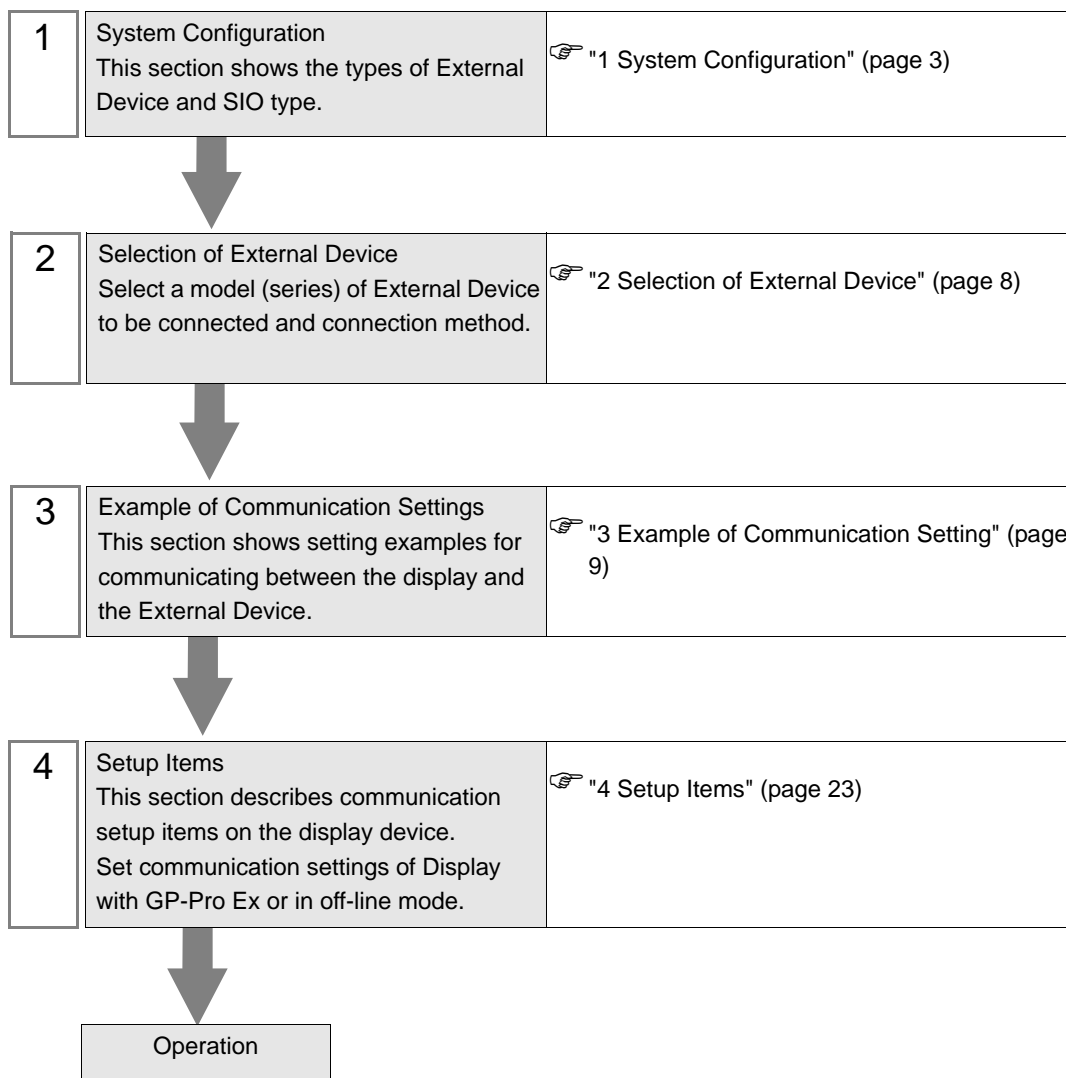 1
System Configuration
This section shows the types of External
Device and SIO type.
"1 System Configuration" (page 3)
2
Selection of External Device
Select a model (series) of External Device
to be connected and connection method.
"2 Selection of External Device" (page 8)
3
Example of Communication Settings
This section shows setting examples for
communicating between the display and
the External Device.
"3 Example of Communication Setting" (page
9)
4
Setup Items
This section describes communication
setup items on the display device.
Set communication settings of Display
with GP-Pro Ex or in off-line mode.
"4 Setup Items" (page 23)
Operation